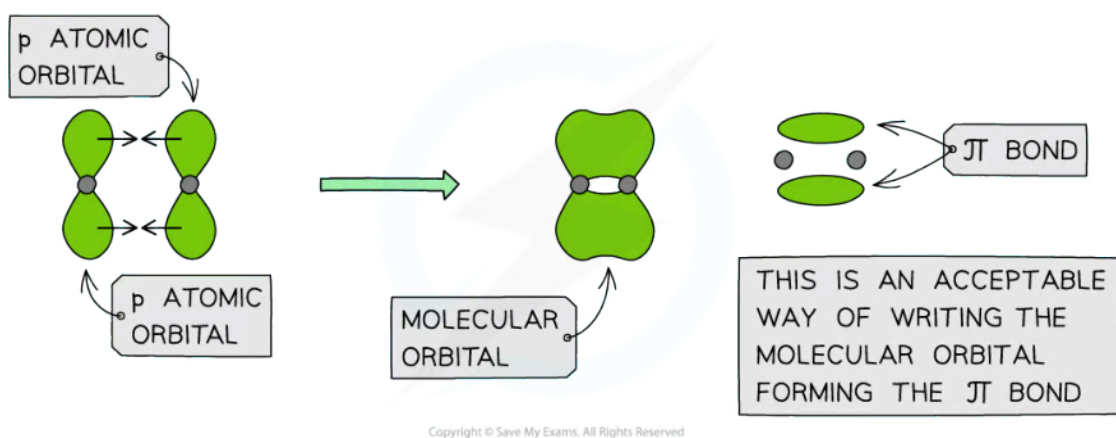 p ATOMIC
ORBITAL
p ATOMIC
ORBITAL
MOLECULAR
ORBITAL
π BOND
THIS IS AN ACCEPTABLE
WAY OF WRITING THE
MOLECULAR ORBITAL
FORMING THE π BOND
Copyright © Save My Exams. All Rights Reserved